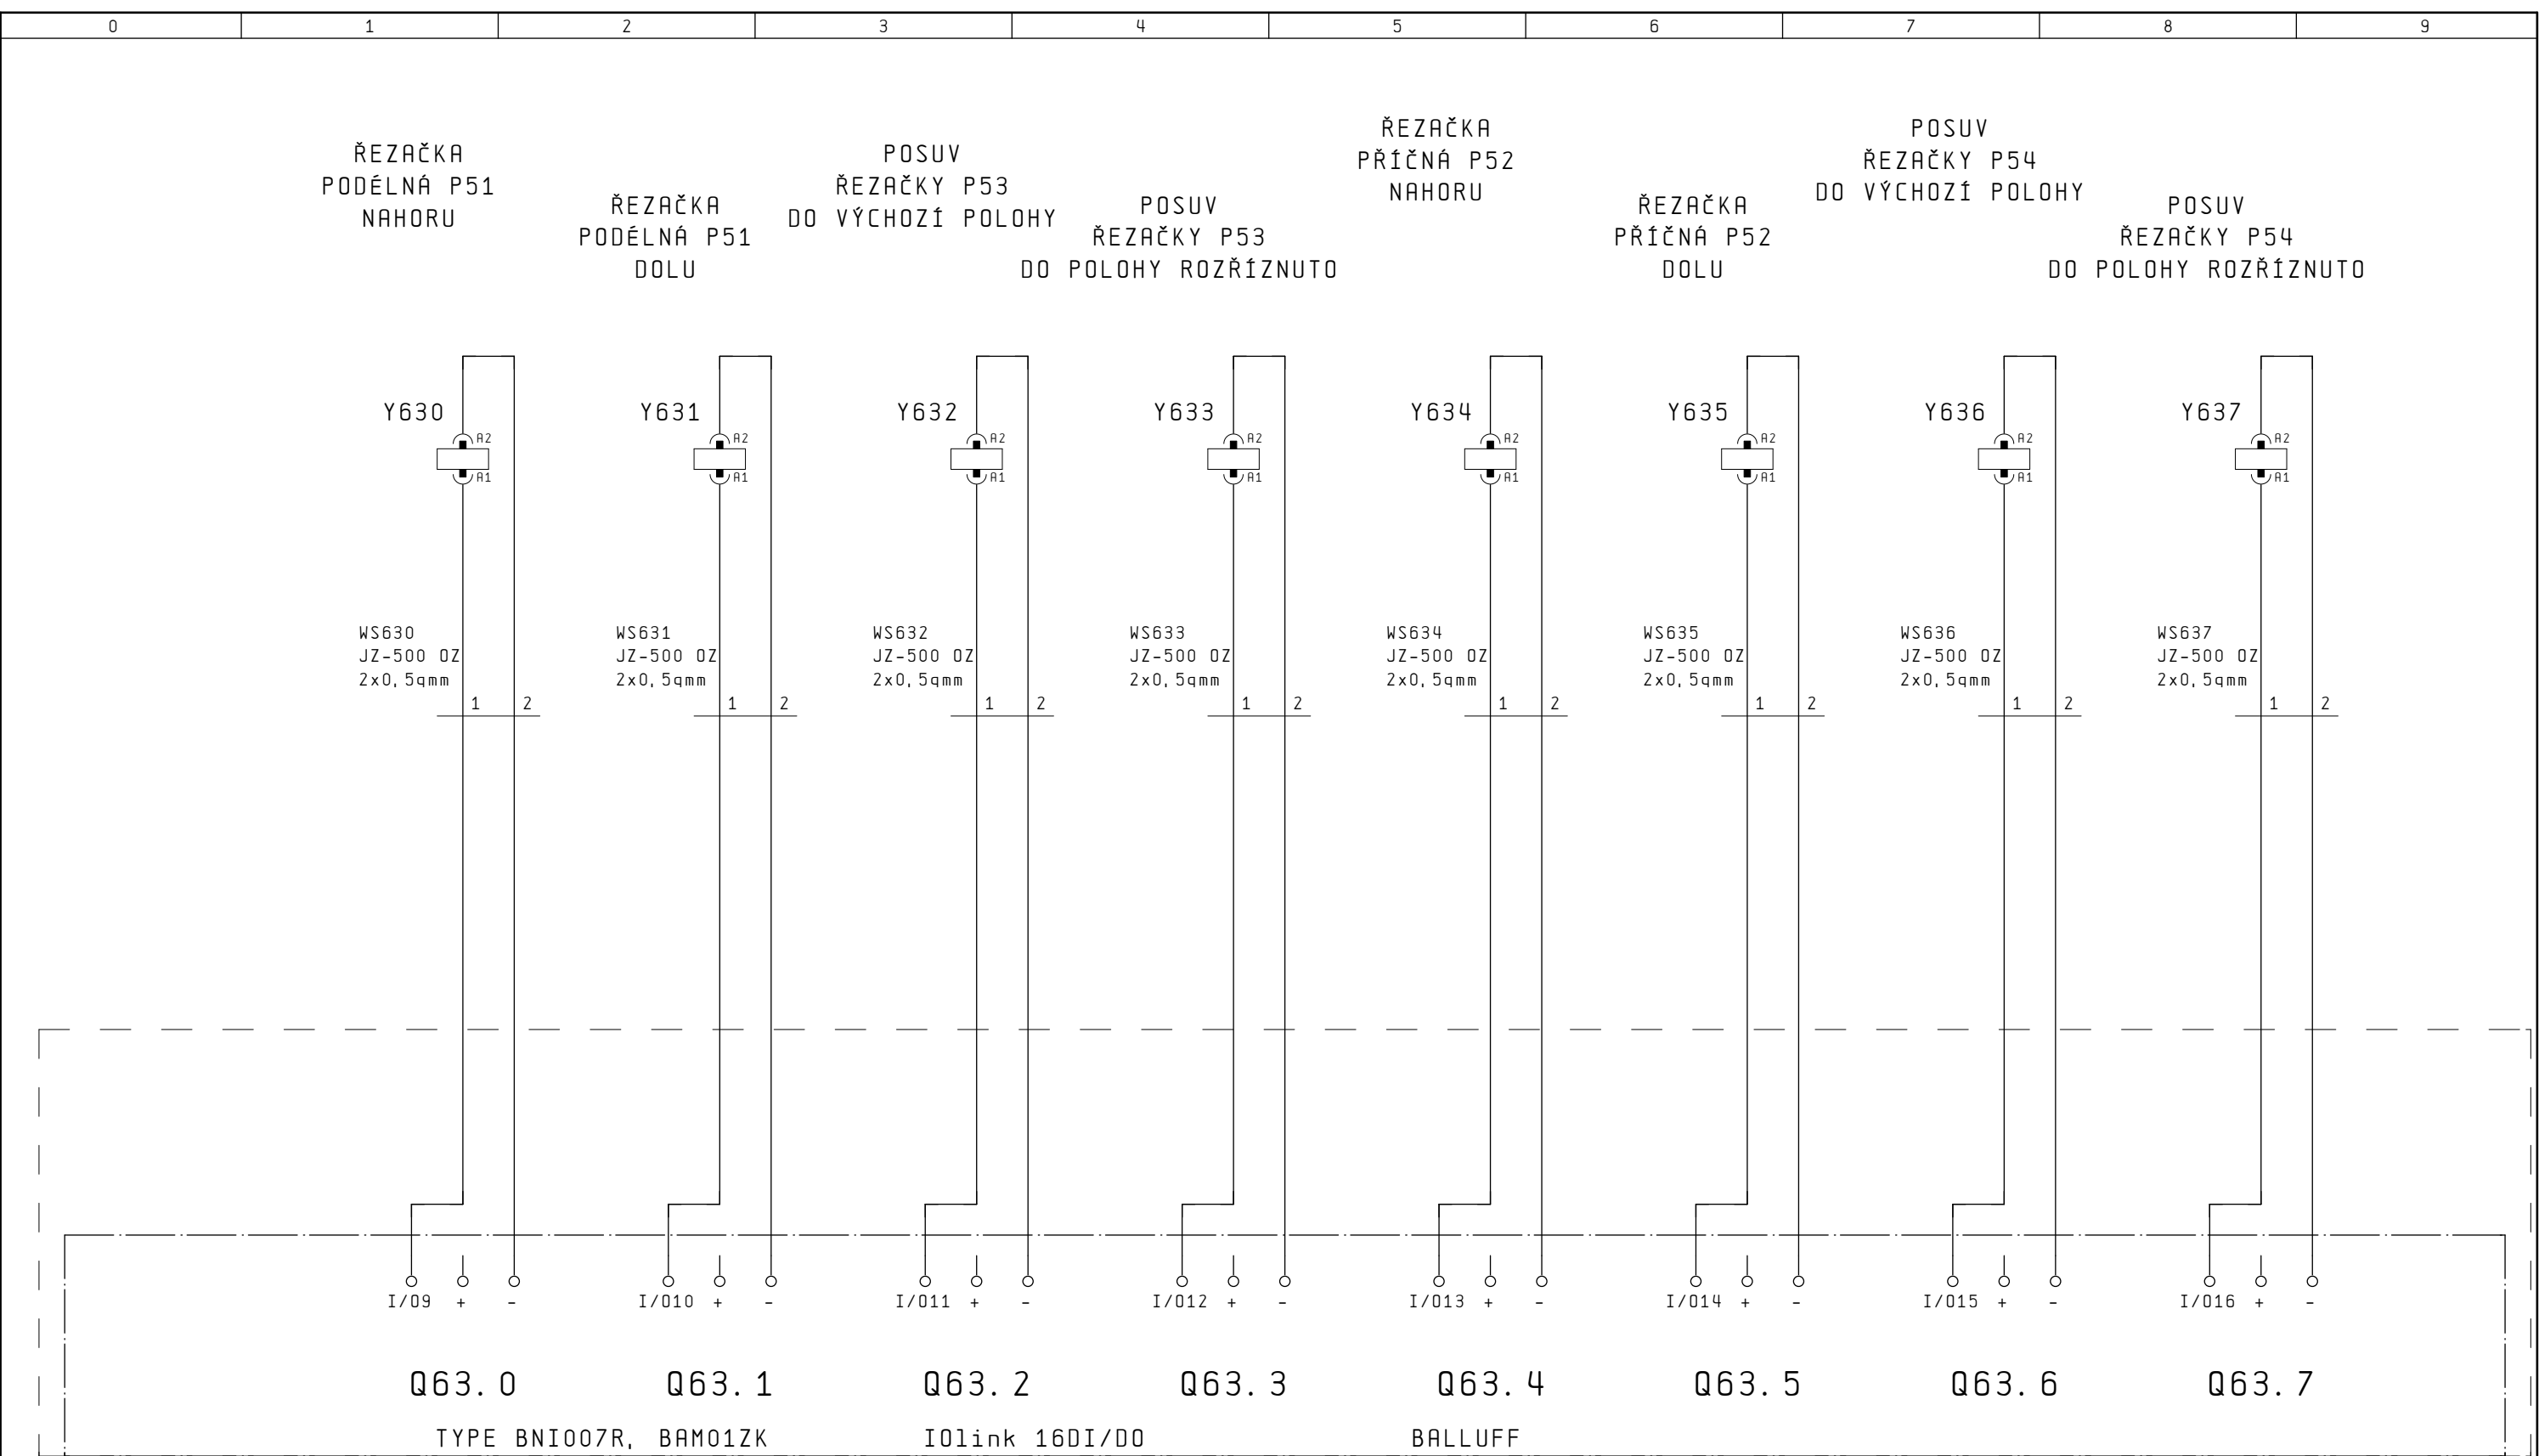 0 1 2 3 4 5 6 7 8 9
ŘEZAČKA
PODÉLNÁ P51
NAHORU
ŘEZAČKA
PODÉLNÁ P51
DOLU
POSUV
ŘEZAČKY P53
DO VÝCHOZÍ POLOHY
POSUV
ŘEZAČKY P53
DO POLOHY ROZŘÍZNUTO
ŘEZAČKA
PŘÍČNÁ P52
NAHORU
ŘEZAČKA
PŘÍČNÁ P52
DOLU
POSUV
ŘEZAČKY P54
DO VÝCHOZÍ POLOHY
POSUV
ŘEZAČKY P54
DO POLOHY ROZŘÍZNUTO
Y630 Y631 Y632 Y633 Y634 Y635 Y636 Y637
A2 A2 A2 A2 A2 A2 A2 A2
A1 A1 A1 A1 A1 A1 A1 A1
WS630 WS631 WS632 WS633 WS634 WS635 WS636 WS637
JZ-500 OZ JZ-500 OZ JZ-500 OZ JZ-500 OZ JZ-500 OZ JZ-500 OZ JZ-500 OZ JZ-500 OZ
2x0,5qmm 2x0,5qmm 2x0,5qmm 2x0,5qmm 2x0,5qmm 2x0,5qmm 2x0,5qmm 2x0,5qmm
1 2 1 2 1 2 1 2 1 2 1 2 1 2 1 2
I/O9 + - I/O10 + - I/O11 + - I/O12 + - I/O13 + - I/O14 + - I/O15 + - I/O16 + -
Q63.0 Q63.1 Q63.2 Q63.3 Q63.4 Q63.5 Q63.6 Q63.7
TYPE BNI007R, BAM01ZK IOlink 16DI/DO BALLUFF